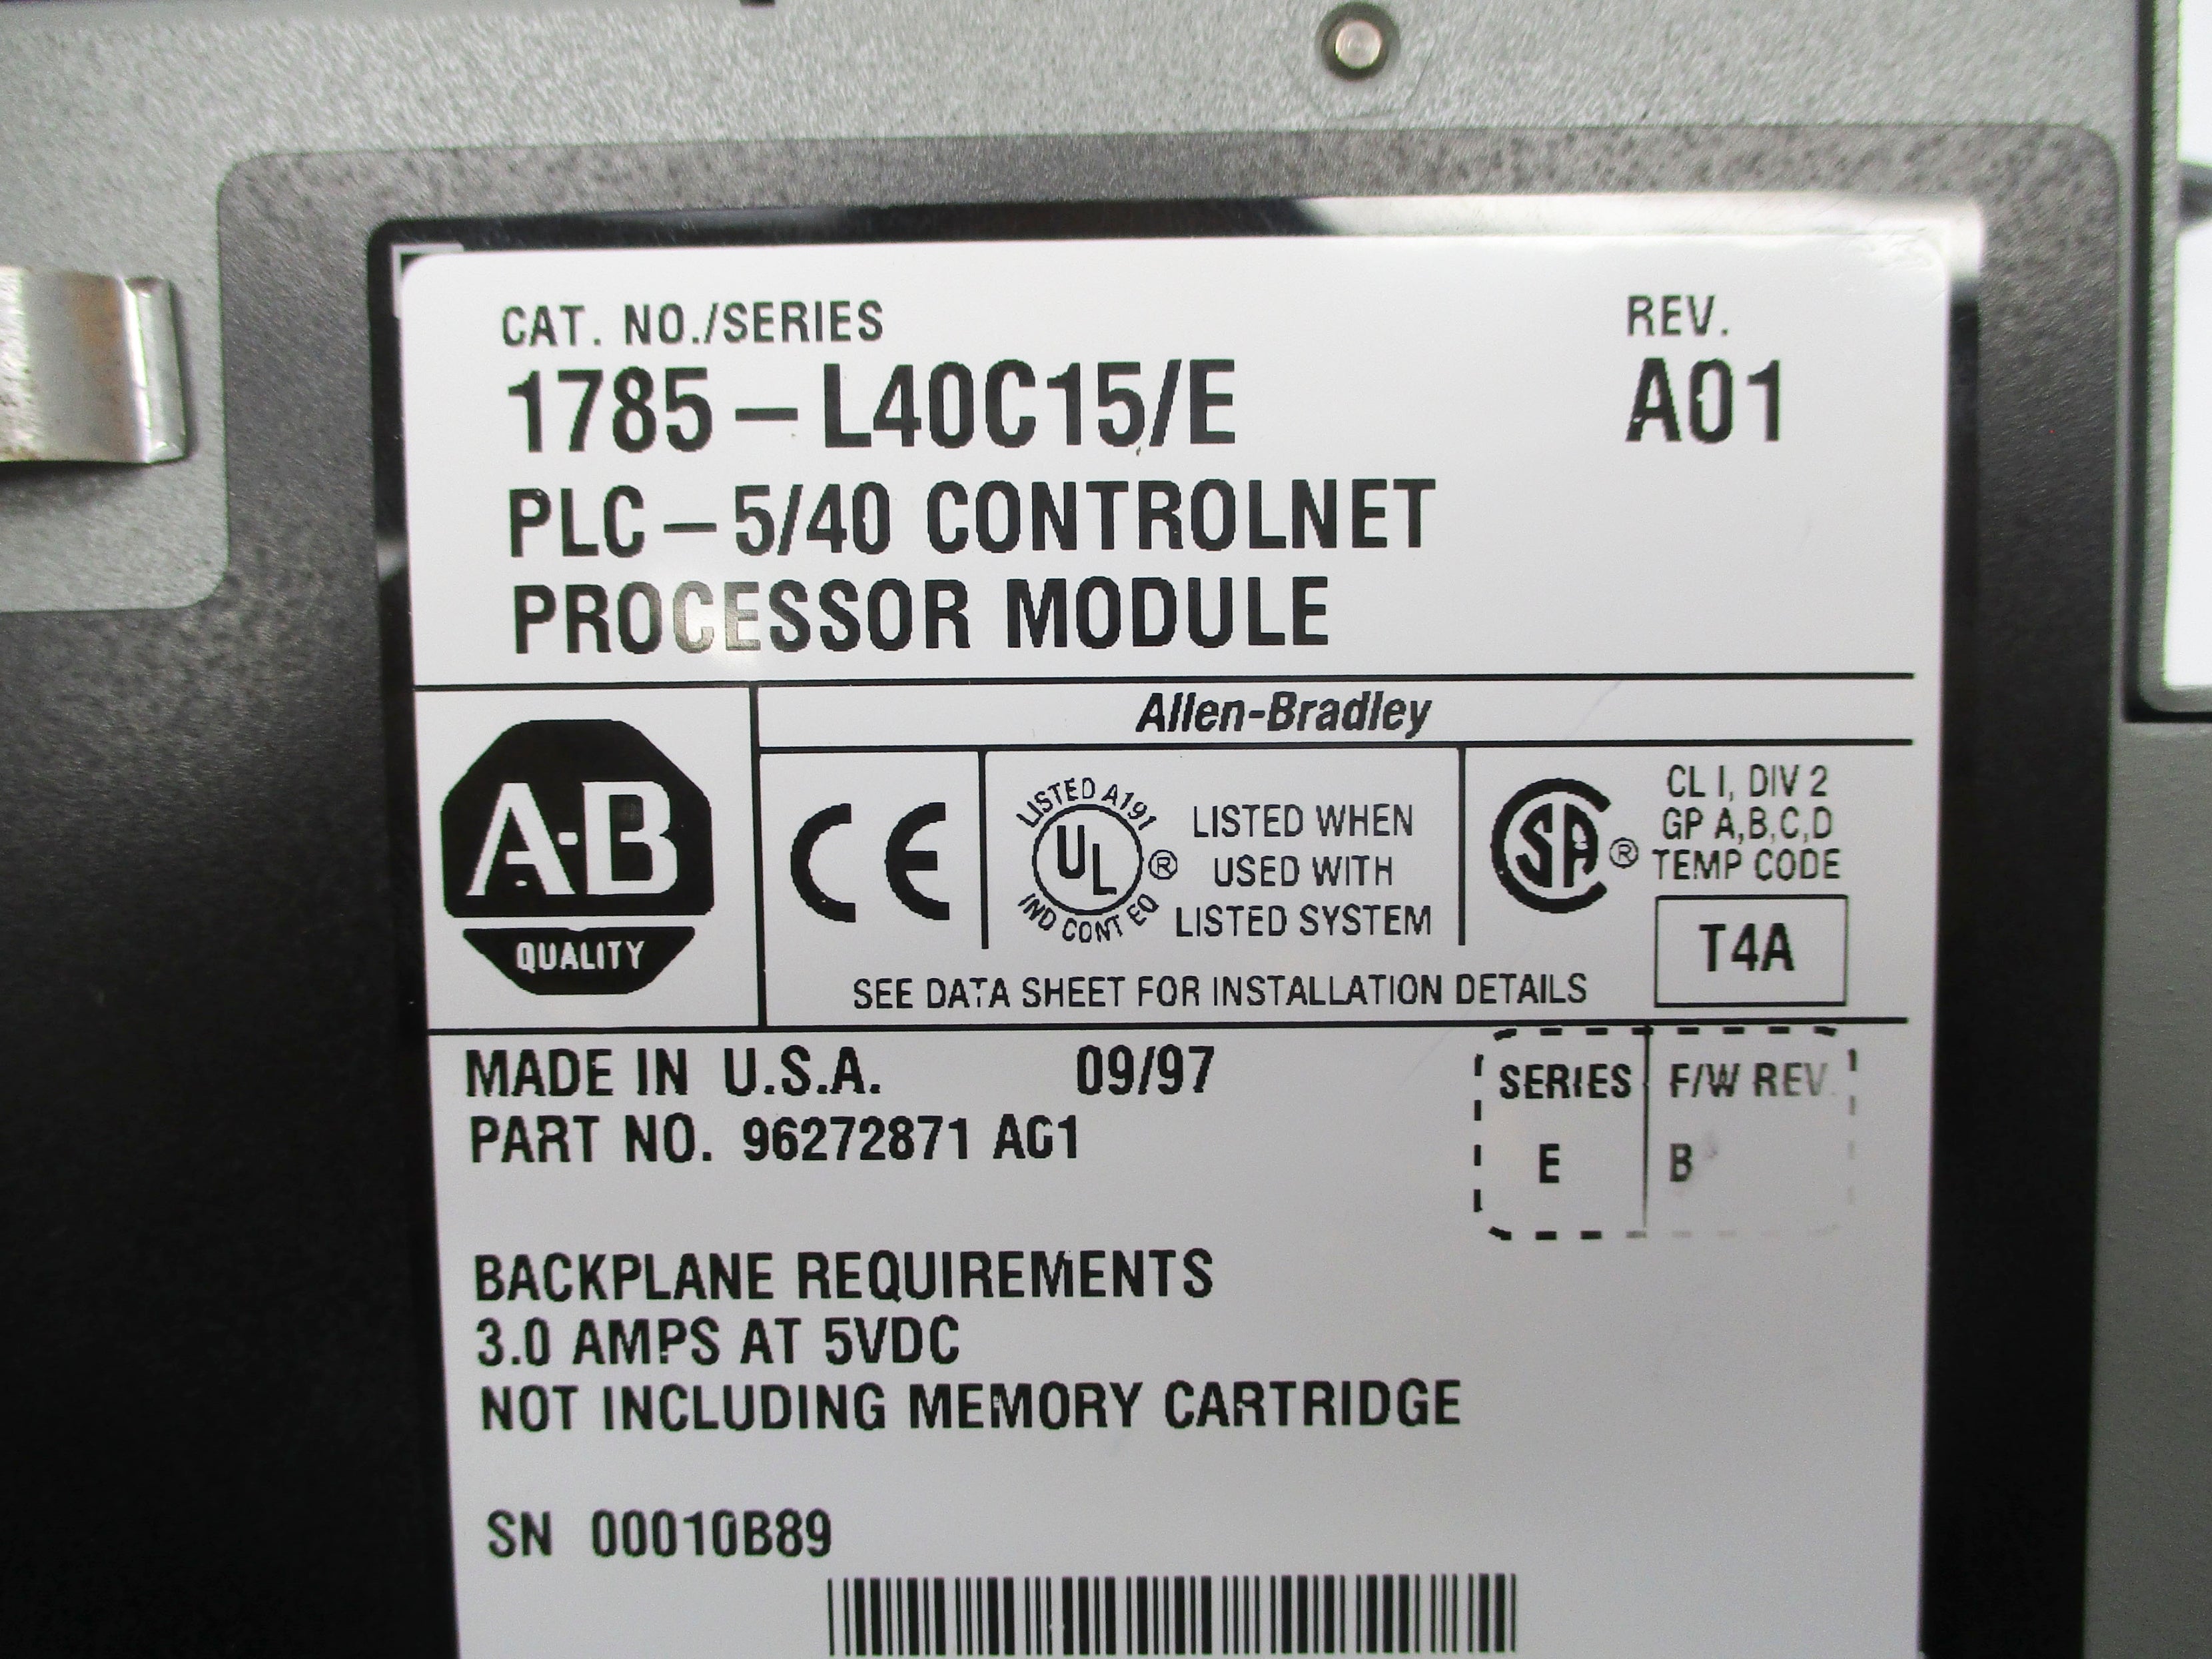 CAT. NO./SERIES
REV.
1785-L40C15/E
A01
PLC-5/40 CONTROLNET
PROCESSOR MODULE
Allen-Bradley
A-B
QUALITY
CE
LISTED A191
UL
®
IND CONT EQ
LISTED WHEN
USED WITH
LISTED SYSTEM
SA
®
CL I, DIV 2
GP A,B,C,D
TEMP CODE
T4A
SEE DATA SHEET FOR INSTALLATION DETAILS
MADE IN U.S.A. 09/97
PART NO. 96272871 A01
SERIES
F/W REV.
E
B
BACKPLANE REQUIREMENTS
3.0 AMPS AT 5VDC
NOT INCLUDING MEMORY CARTRIDGE
SN 00010B89